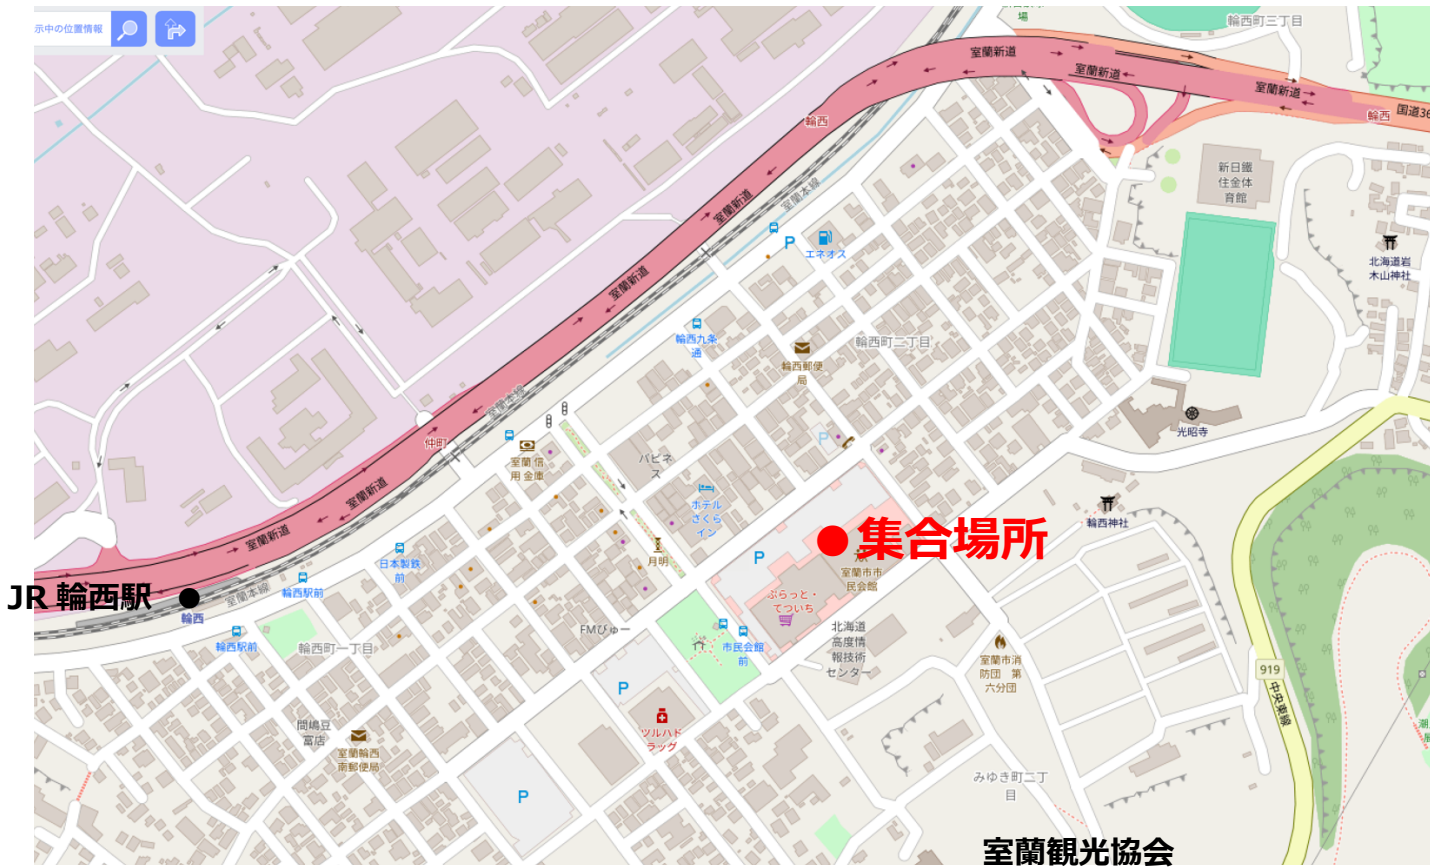 場
輪西町三丁目
示中の位置情報
室蘭新道
室蘭新道
室蘭新道
国道36
輪西
輪西
新日鐵
住金体
育館
室蘭本線
室蘭新道
エネオス
北海道岩
木山神社
室蘭新道
輪西九条
通
輪西町二丁目
輪西郵便
局
室蘭本線
光昭寺
仲町
室蘭信
用金庫
パピネ
ス
室蘭新道
ホテル
さくら
イン
輪西神社
集合場所
室蘭新道
月明
日本製鉄
前
室蘭市市
民会館
JR 輪西駅
室蘭本線
輪西駅前
ぷらっと・
てついち
輪西
FMびゅー
北海道
高度情
報技術
センター
輪西駅前
輪西町一丁目
市民会館
前
室蘭市消
防団 第
六分団
919
中央東線
間嶋豆
富店
ツルハド
ラッグ
室蘭輪西
南郵便局
みゆき町二丁
目
室蘭観光協会